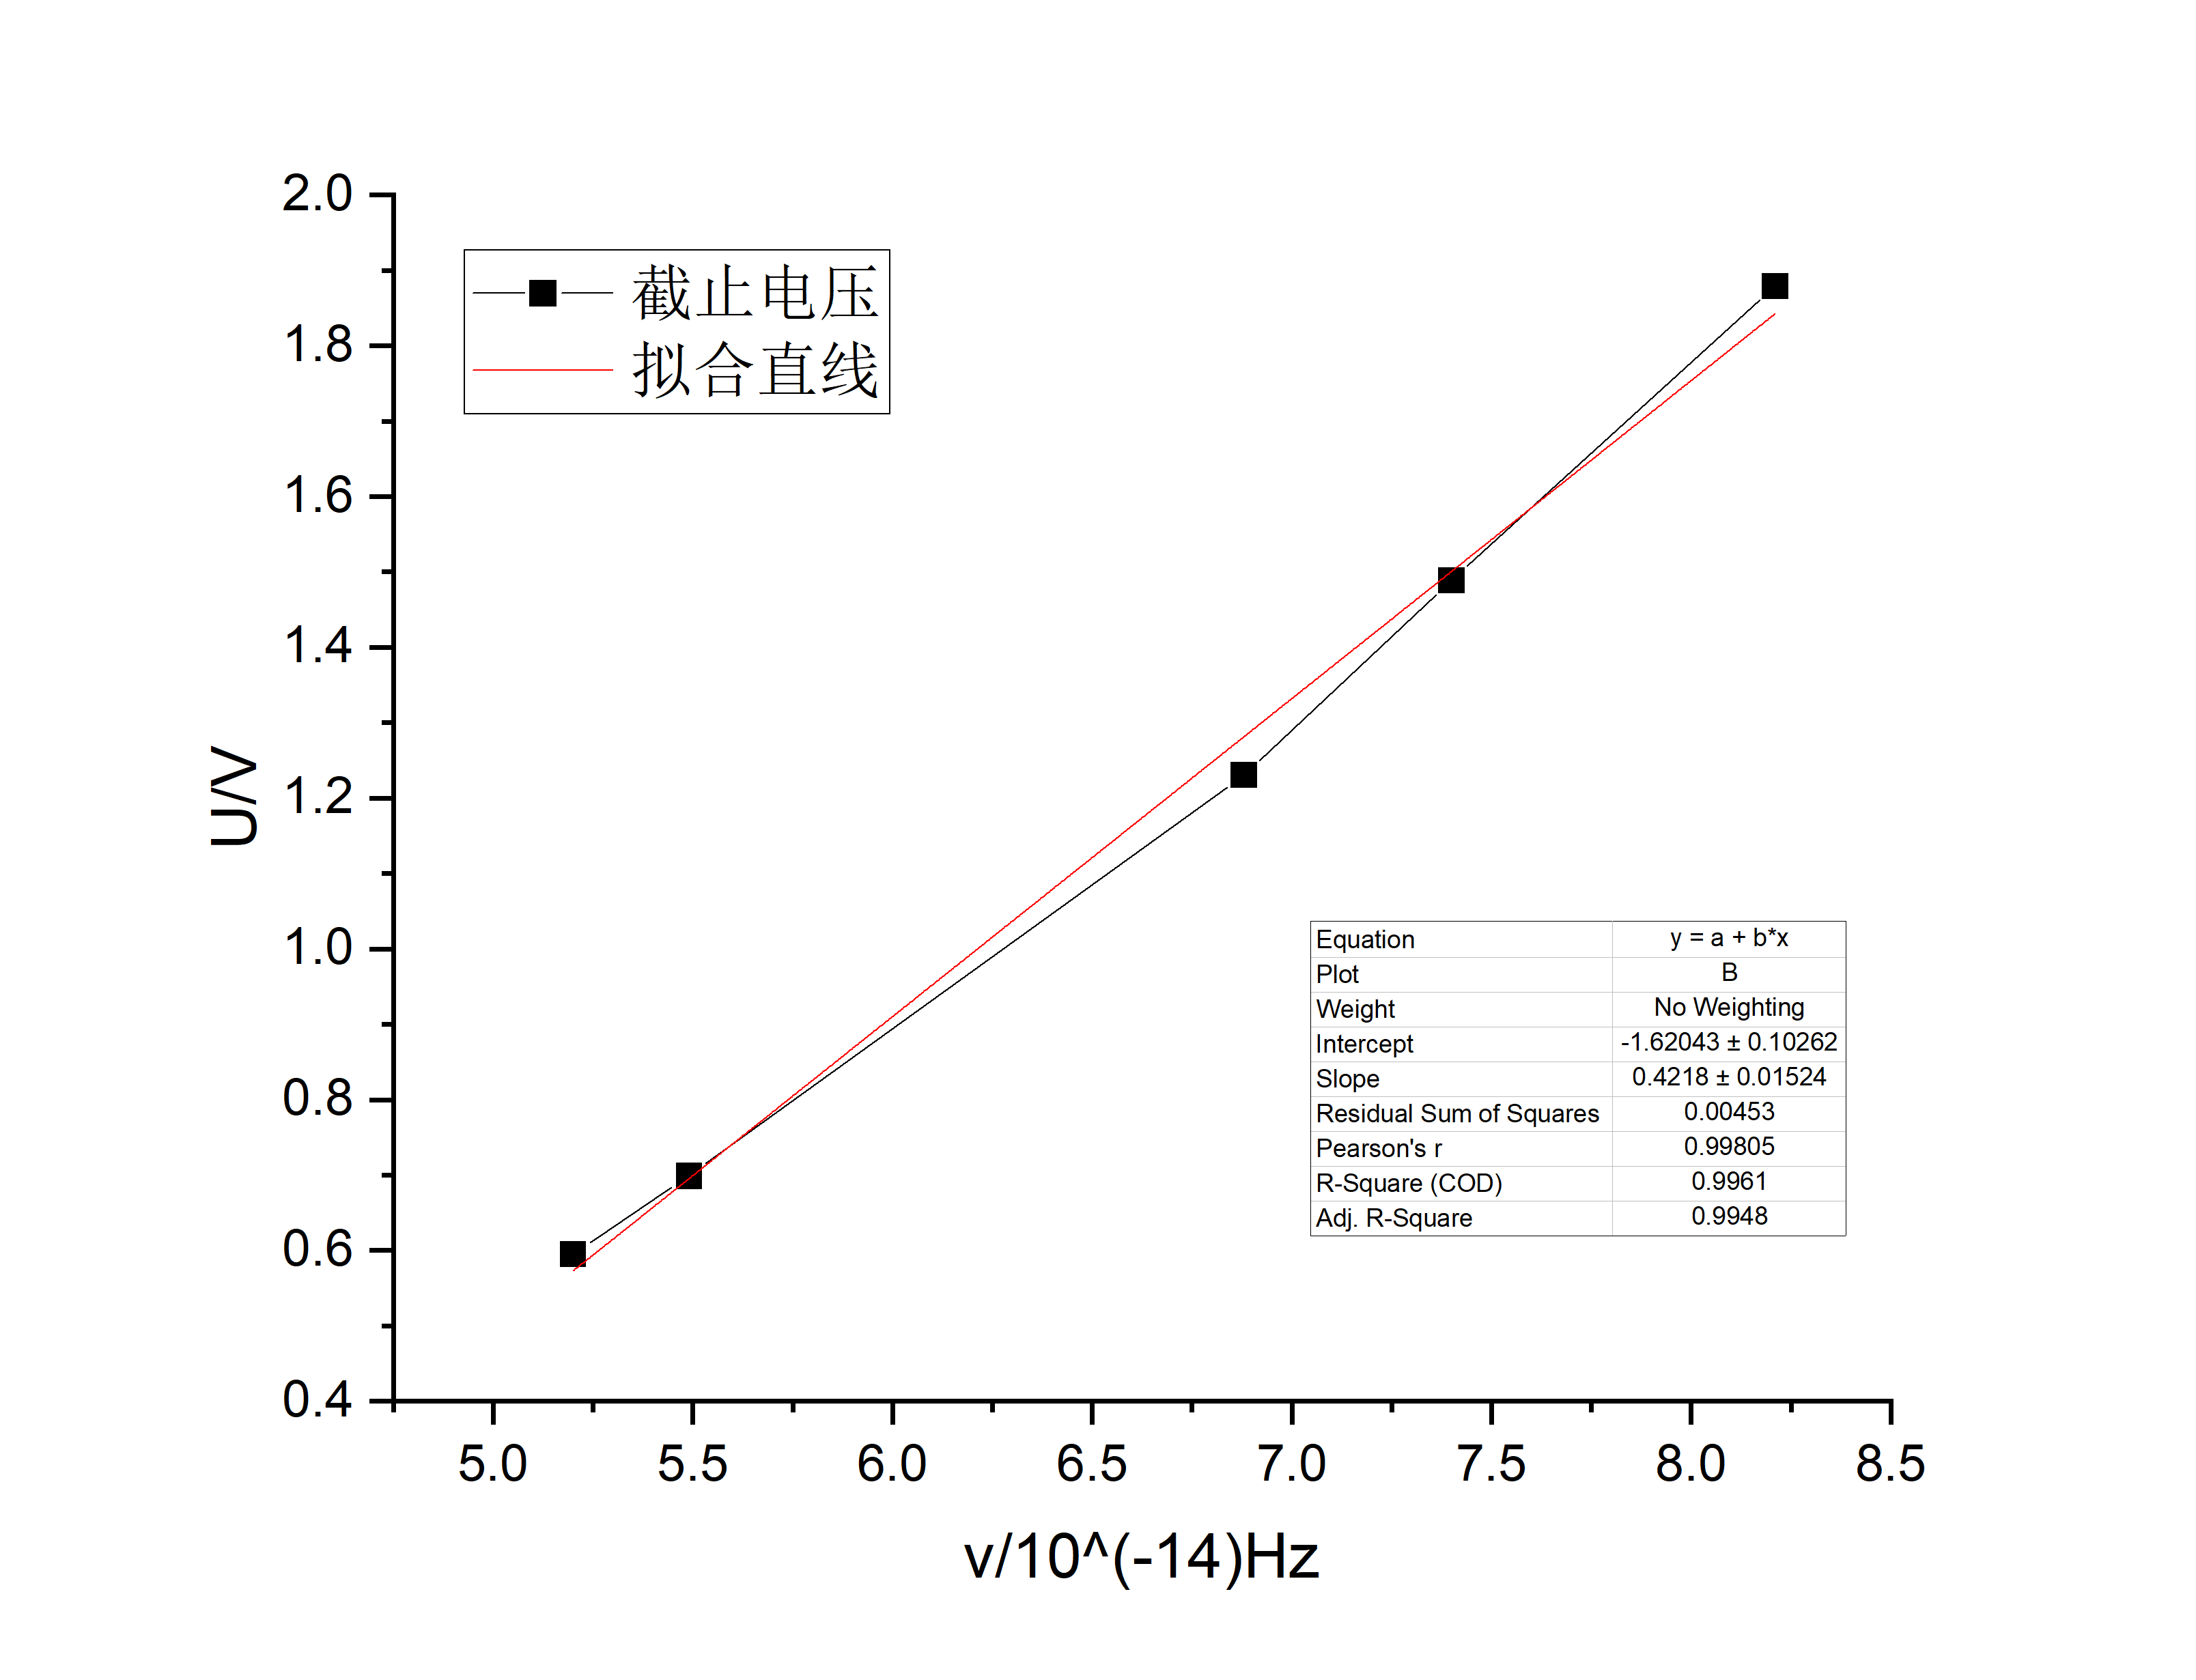 2.0
1.8
1.6
1.4
1.2
1.0
0.8
0.6
0.4
U/V
截止电压
拟合直线
Equation y = a + b*x
Plot B
Weight No Weighting
Intercept -1.62043 ± 0.10262
Slope 0.4218 ± 0.01524
Residual Sum of Squares 0.00453
Pearson's r 0.99805
R-Square (COD) 0.9961
Adj. R-Square 0.9948
5.0 5.5 6.0 6.5 7.0 7.5 8.0 8.5
v/10^(-14)Hz